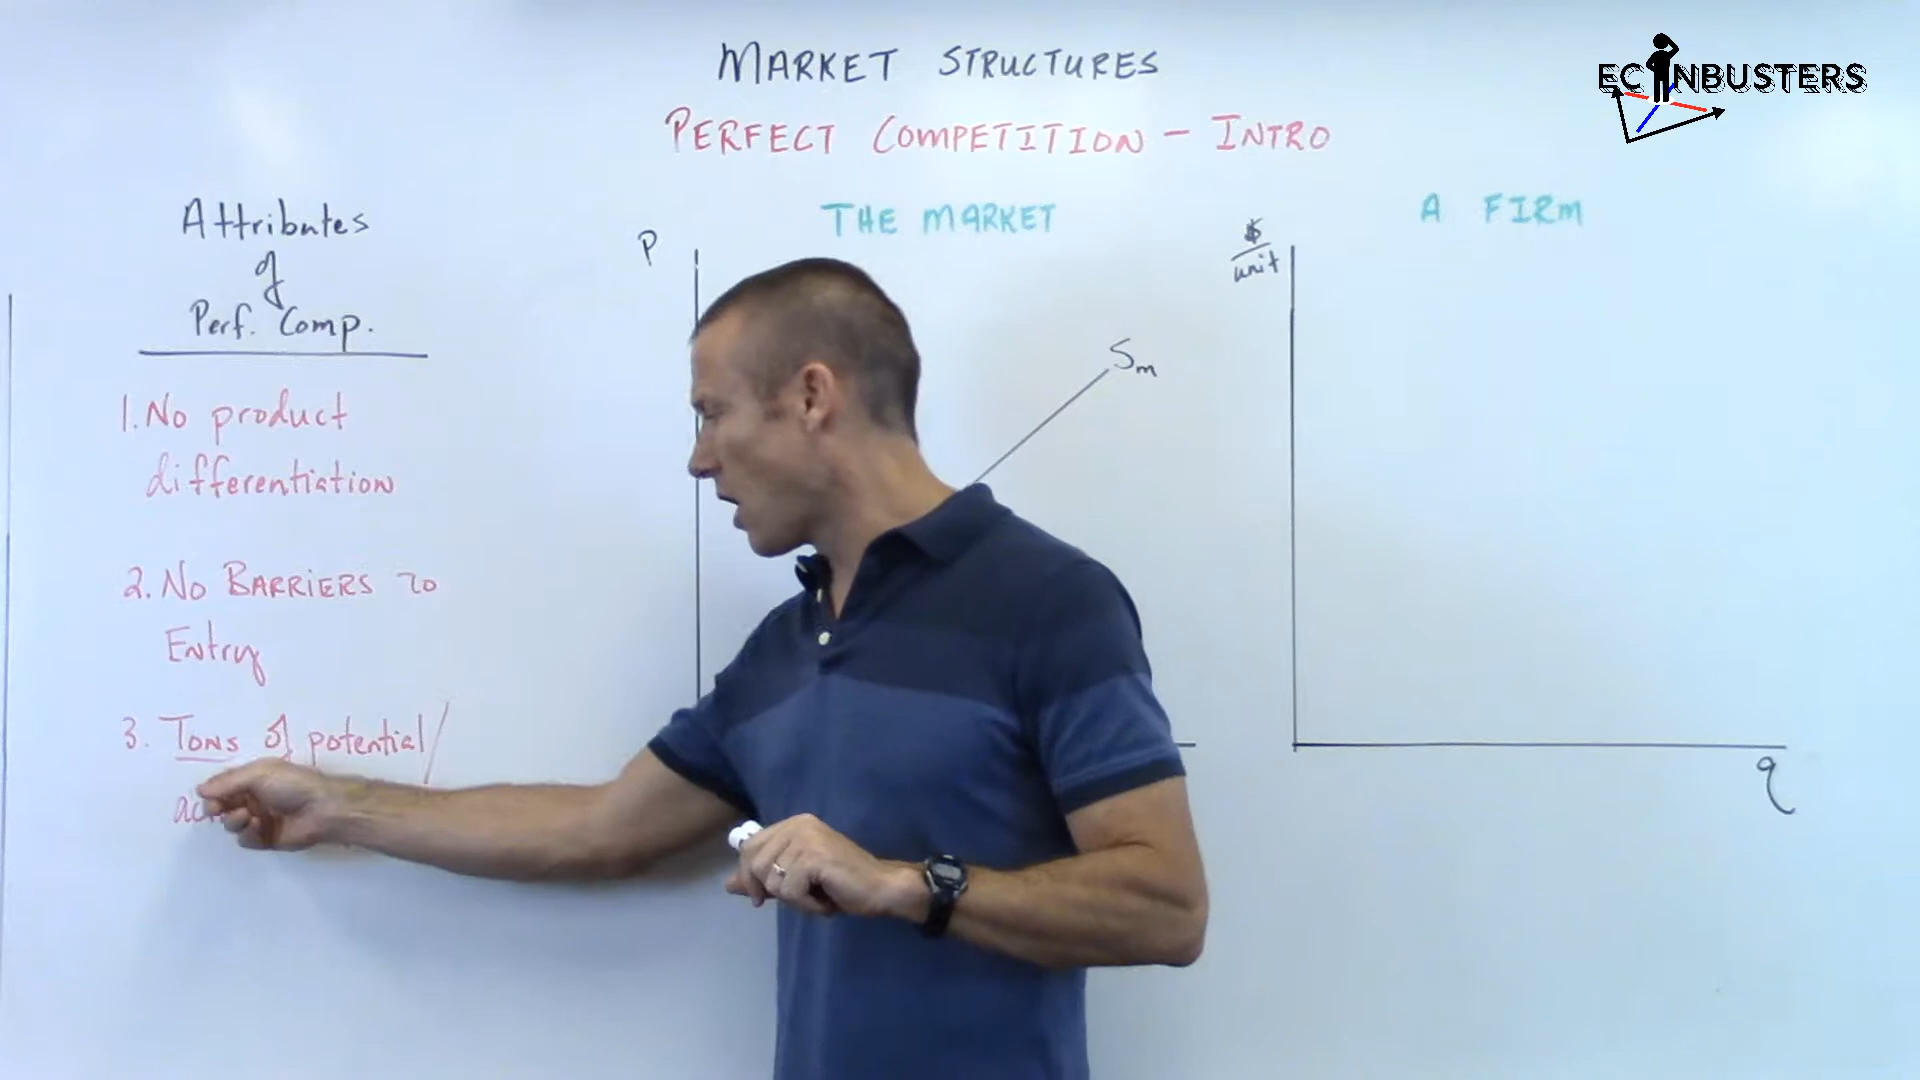 MARKET STRUCTURES
PERFECT COMPETITION - INTRO
ECONBUSTERS
Attributes
of
Perf. Comp.
1. No product
differentiation
2. NO BARRIERS TO
Entry
3. Tons of potential/
THE MARKET
P
Sm
A FIRM
$/unit
q